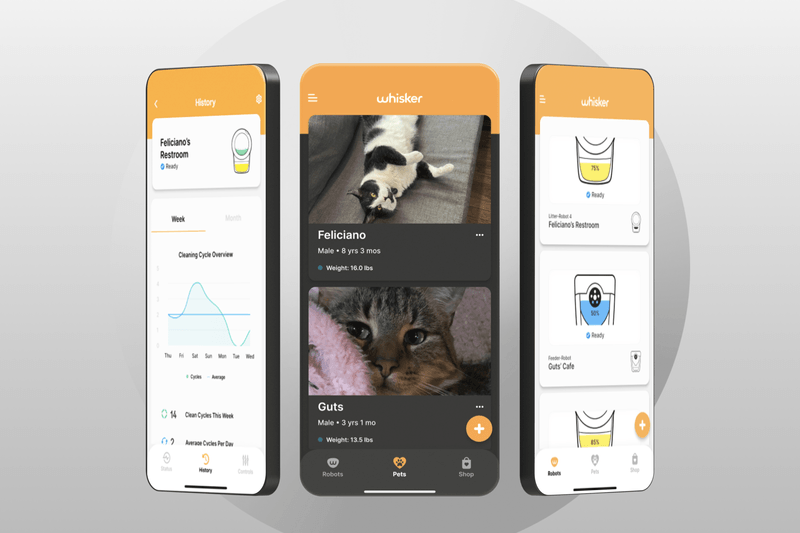 History
Feliciano's
Restroom
Ready
Week
Month
Cleaning Cycle Overview
5
4
3
2
1
0
Thu Fri Sat Sun Mon Tue Wed
Cycles
Average
14 Clean Cycles This Week
2 Average Cycles Per Day
Status
History
Controls
whisker
Feliciano
Male • 8 yrs 3 mos
Weight: 16.0 lbs
Guts
Male • 3 yrs 1 mo
Weight: 13.5 lbs
Robots
Pets
Shop
whisker
75%
Ready
Litter-Robot 4
Feliciano's Restroom
50%
Ready
Feeder-Robot
Guts' Cafe
85%
Robots
Pets
Shop